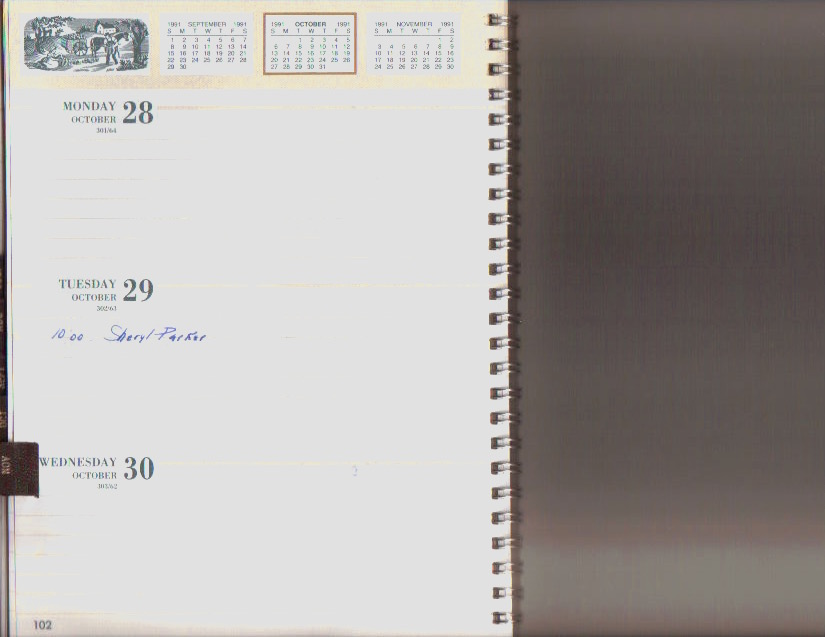 1991 SEPTEMBER 1991
S M T W T F S
1 2 3 4 5 6 7
8 9 10 11 12 13 14
15 16 17 18 19 20 21
22 23 24 25 26 27 28
29 30
1991 OCTOBER 1991
S M T W T F S
1 2 3 4 5
6 7 8 9 10 11 12
13 14 15 16 17 18 19
20 21 22 23 24 25 26
27 28 29 30 31
1991 NOVEMBER 1991
S M T W T F S
1 2
3 4 5 6 7 8 9
10 11 12 13 14 15 16
17 18 19 20 21 22 23
24 25 26 27 28 29 30
MONDAY 28
OCTOBER
301/64
TUESDAY 29
OCTOBER
302/63
10:00 Sheryl Parker
WEDNESDAY 30
OCTOBER
303/62
NOV
102